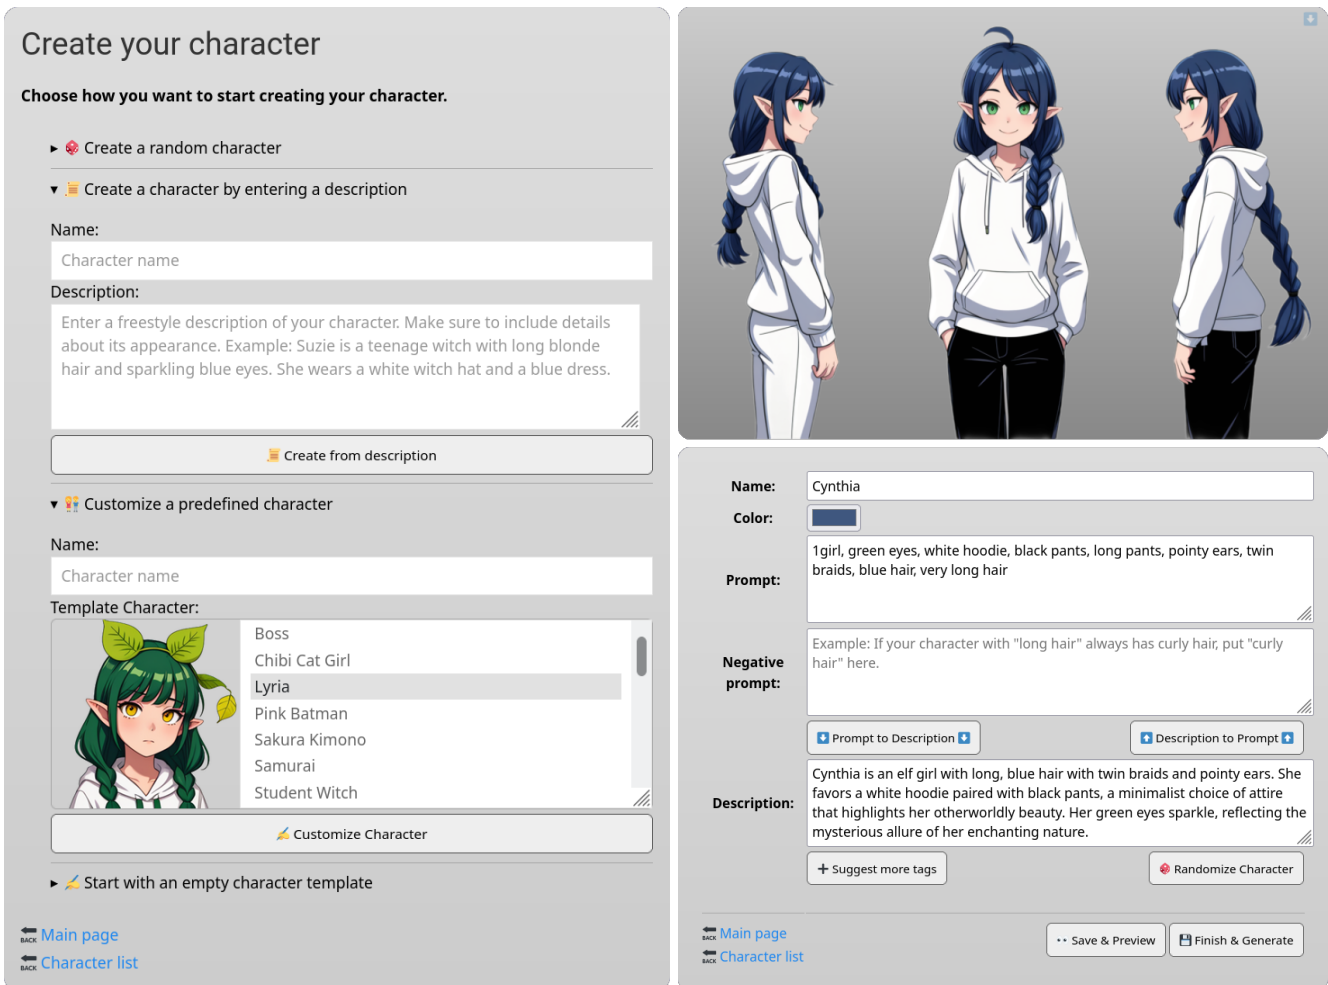 Create your character
Choose how you want to start creating your character.
Create a random character
Create a character by entering a description
Name:
Character name
Description:
Enter a freestyle description of your character. Make sure to include details
about its appearance. Example: Suzie is a teenage witch with long blonde
hair and sparkling blue eyes. She wears a white witch hat and a blue dress.
Create from description
Customize a predefined character
Name:
Character name
Template Character:
Boss
Chibi Cat Girl
Lyria
Pink Batman
Sakura Kimono
Samurai
Student Witch
Customize Character
Start with an empty character template
BACK Main page
BACK Character list
Name:
Cynthia
Color:
Prompt:
1girl, green eyes, white hoodie, black pants, long pants, pointy ears, twin
braids, blue hair, very long hair
Negative
prompt:
Example: If your character with "long hair" always has curly hair, put "curly
hair" here.
Prompt to Description
Description to Prompt
Description:
Cynthia is an elf girl with long, blue hair with twin braids and pointy ears. She
favors a white hoodie paired with black pants, a minimalist choice of attire
that highlights her otherworldly beauty. Her green eyes sparkle, reflecting the
mysterious allure of her enchanting nature.
Suggest more tags
Randomize Character
BACK Main page
BACK Character list
Save & Preview
Finish & Generate